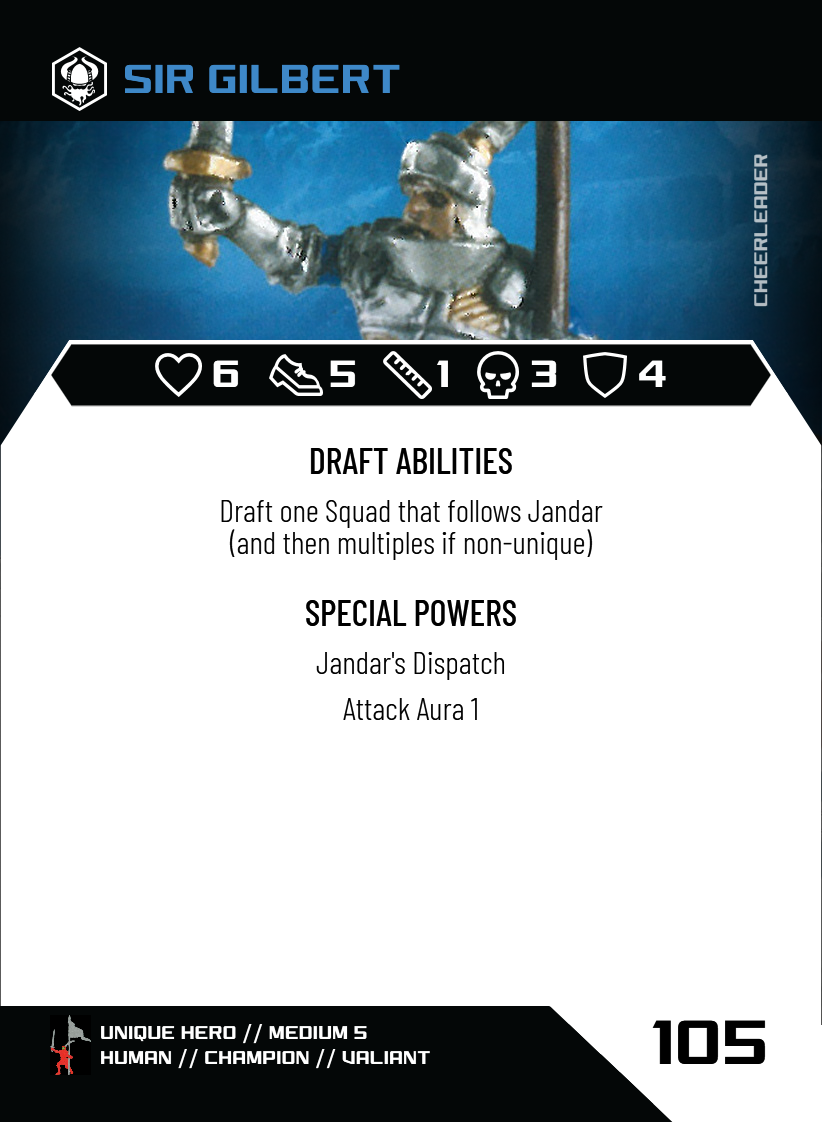 SIR GILBERT
CHEERLEADER
6 5 1 3 4
DRAFT ABILITIES
Draft one Squad that follows Jandar
(and then multiples if non-unique)
SPECIAL POWERS
Jandar's Dispatch
Attack Aura 1
UNIQUE HERO // MEDIUM 5
HUMAN // CHAMPION // VALIANT
105